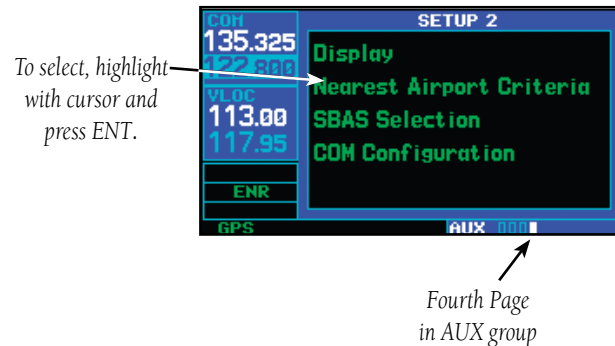 COM
135.325
122.800
VLOC
113.00
117.95
ENR
GPS
SETUP 2
Display
Nearest Airport Criteria
SBAS Selection
COM Configuration
AUX
To select, highlight
with cursor and
press ENT.
Fourth Page
in AUX group